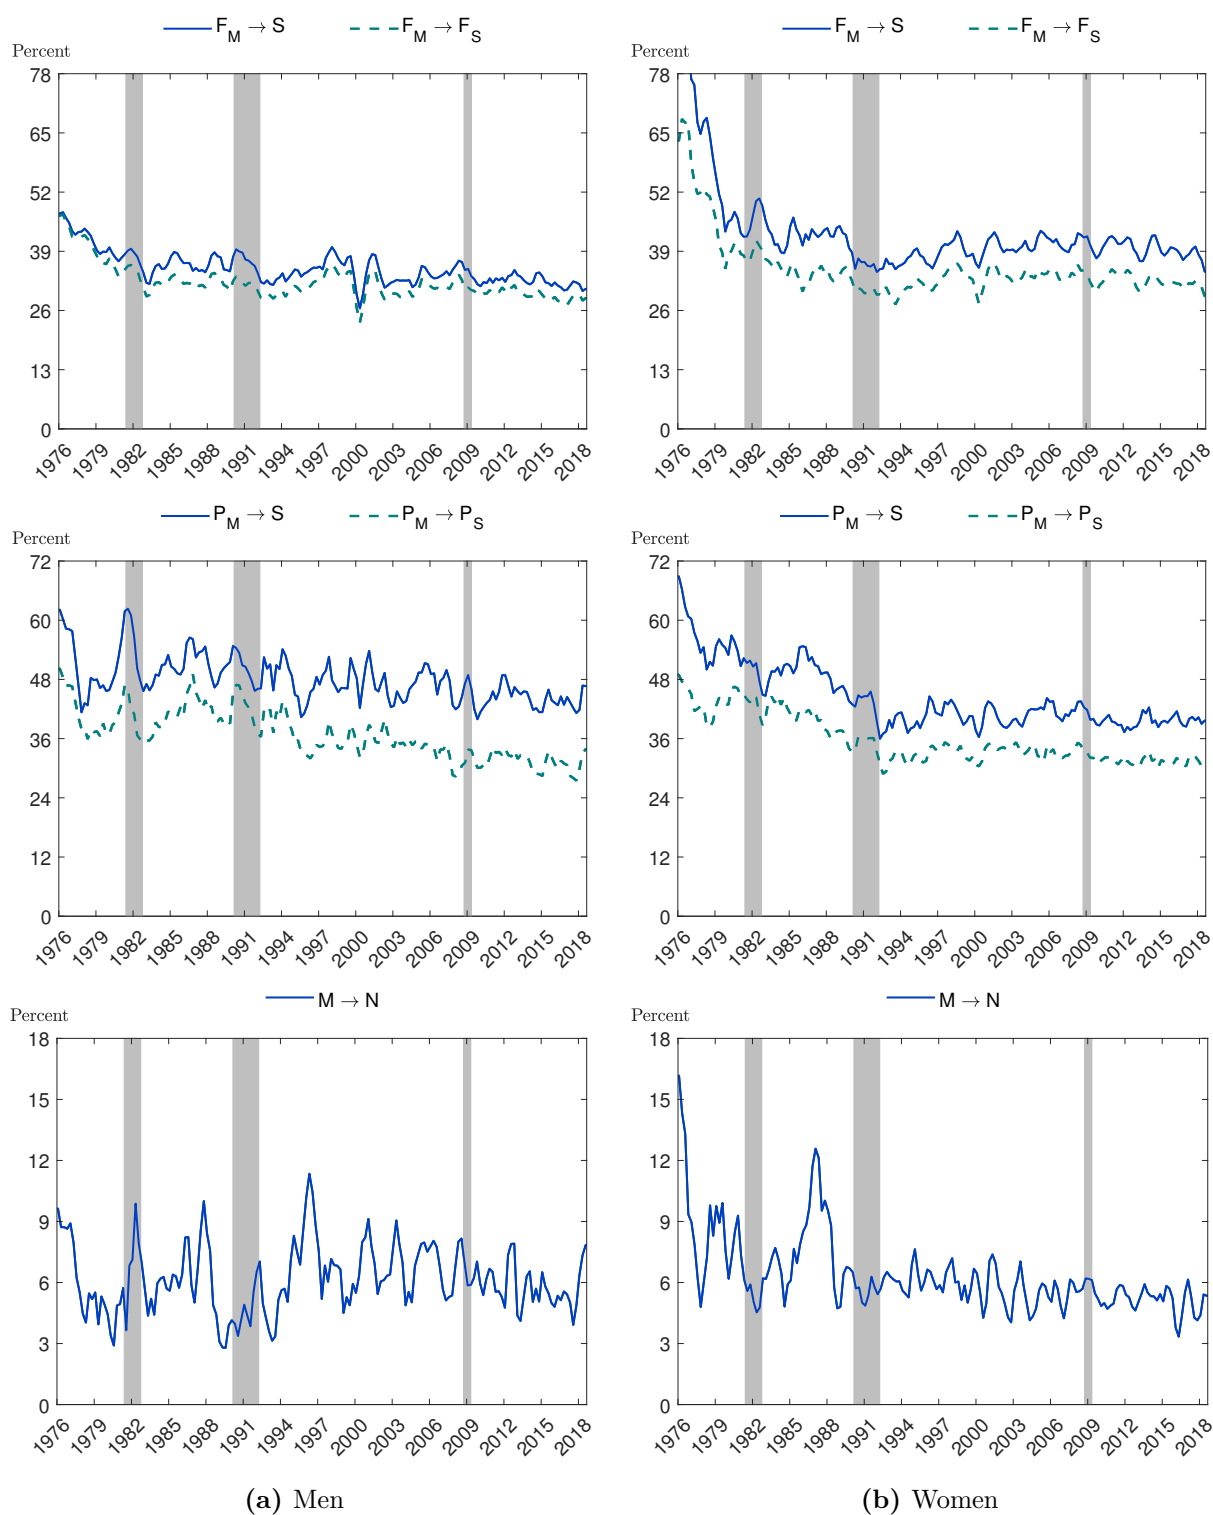 F_M → S F_M → F_S F_M → S F_M → F_S
Percent Percent
78 78
65 65
52 52
39 39
26 26
13 13
0 0
1976 1979 1982 1985 1988 1991 1994 1997 2000 2003 2006 2009 2012 2015 2018 1976 1979 1982 1985 1988 1991 1994 1997 2000 2003 2006 2009 2012 2015 2018
P_M → S P_M → P_S P_M → S P_M → P_S
Percent Percent
72 72
60 60
48 48
36 36
24 24
12 12
0 0
1976 1979 1982 1985 1988 1991 1994 1997 2000 2003 2006 2009 2012 2015 2018 1976 1979 1982 1985 1988 1991 1994 1997 2000 2003 2006 2009 2012 2015 2018
M → N M → N
Percent Percent
18 18
15 15
12 12
9 9
6 6
3 3
0 0
1976 1979 1982 1985 1988 1991 1994 1997 2000 2003 2006 2009 2012 2015 2018 1976 1979 1982 1985 1988 1991 1994 1997 2000 2003 2006 2009 2012 2015 2018
(a) Men (b) Women